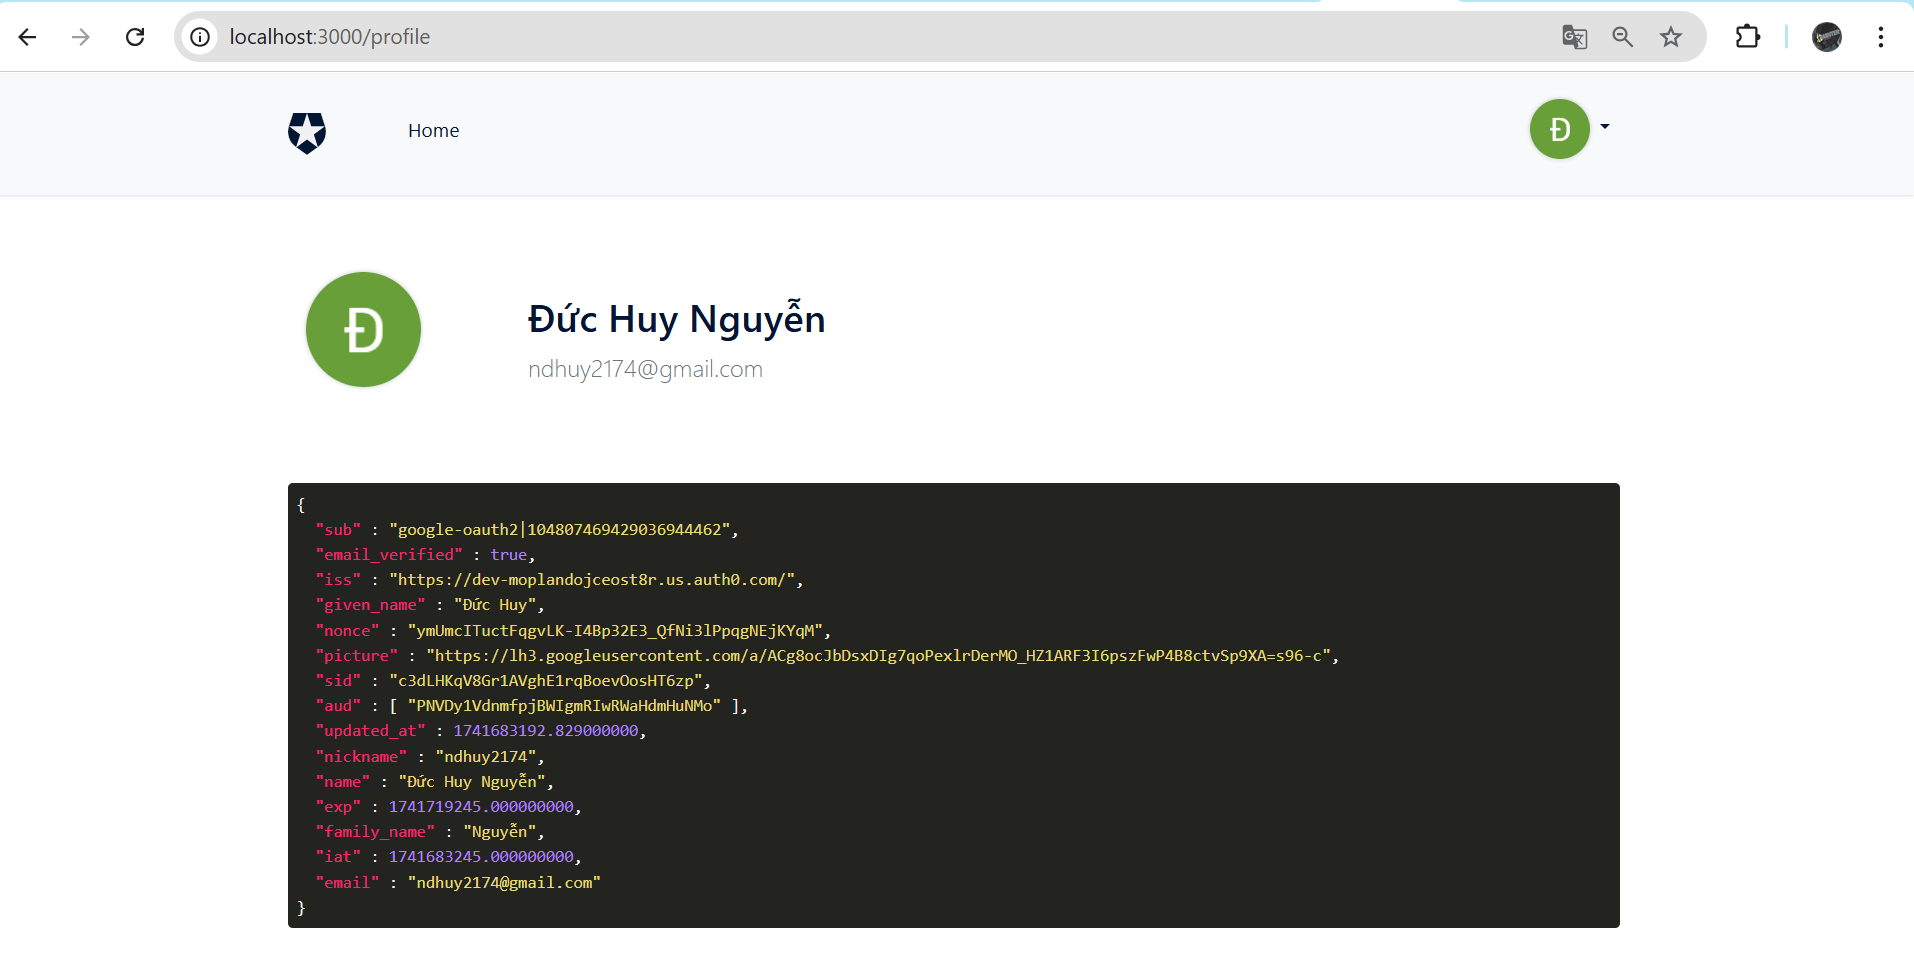 localhost:3000/profile
Home
Đ
Đ
Đức Huy Nguyễn
ndhuy2174@gmail.com
{
"sub" : "google-oauth2|104807469429036944462",
"email_verified" : true,
"iss" : "https://dev-moplandojceost8r.us.auth0.com/",
"given_name" : "Đức Huy",
"nonce" : "ymUmcITuctFqgvLK-I4Bp32E3_QfNi3lPpqgNEjKYqM",
"picture" : "https://lh3.googleusercontent.com/a/ACg8ocJbDsxDIg7qoPexlrDerMO_HZ1ARF3I6pszFwP4B8ctvSp9XA=s96-c",
"sid" : "c3dLHKqV8Gr1AVghE1rqBoevOosHT6zp",
"aud" : [ "PNVDy1VdnmfpjBWIgmRIwRWaHdmHuNMo" ],
"updated_at" : 1741683192.829000000,
"nickname" : "ndhuy2174",
"name" : "Đức Huy Nguyễn",
"exp" : 1741719245.000000000,
"family_name" : "Nguyễn",
"iat" : 1741683245.000000000,
"email" : "ndhuy2174@gmail.com"
}